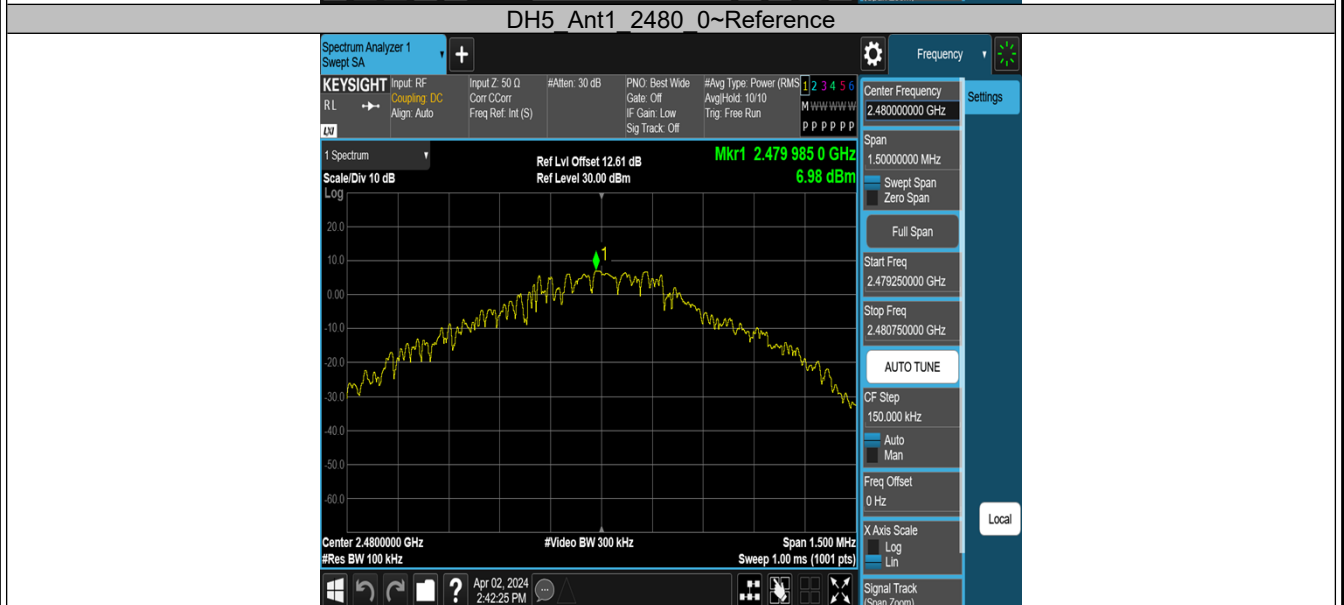 DH5_Ant1_2480_0~Reference
Spectrum Analyzer 1
Swept SA
+
Frequency
KEYSIGHT
RL
LXI
Input: RF
Coupling: DC
Align: Auto
Input Z: 50 Ω
Corr CCorr
Freq Ref: Int (S)
#Atten: 30 dB
PNO: Best Wide
Gate: Off
IF Gain: Low
Sig Track: Off
#Avg Type: Power (RMS
Avg|Hold: 10/10
Trig: Free Run
1 2 3 4 5 6
M W W W W W
P P P P P P
Center Frequency
2.480000000 GHz
Settings
Span
1.50000000 MHz
Swept Span
Zero Span
Full Span
Start Freq
2.479250000 GHz
Stop Freq
2.480750000 GHz
AUTO TUNE
CF Step
150.000 kHz
Auto
Man
Freq Offset
0 Hz
X Axis Scale
Log
Lin
Local
Signal Track
(Span Zoom)
1 Spectrum
Scale/Div 10 dB
Log
Ref Lvl Offset 12.61 dB
Ref Level 30.00 dBm
Mkr1 2.479 985 0 GHz
6.98 dBm
20.0
10.0
0.00
-10.0
-20.0
-30.0
-40.0
-50.0
-60.0
1
Center 2.4800000 GHz
#Res BW 100 kHz
#Video BW 300 kHz
Span 1.500 MHz
Sweep 1.00 ms (1001 pts)
?
Apr 02, 2024
2:42:25 PM